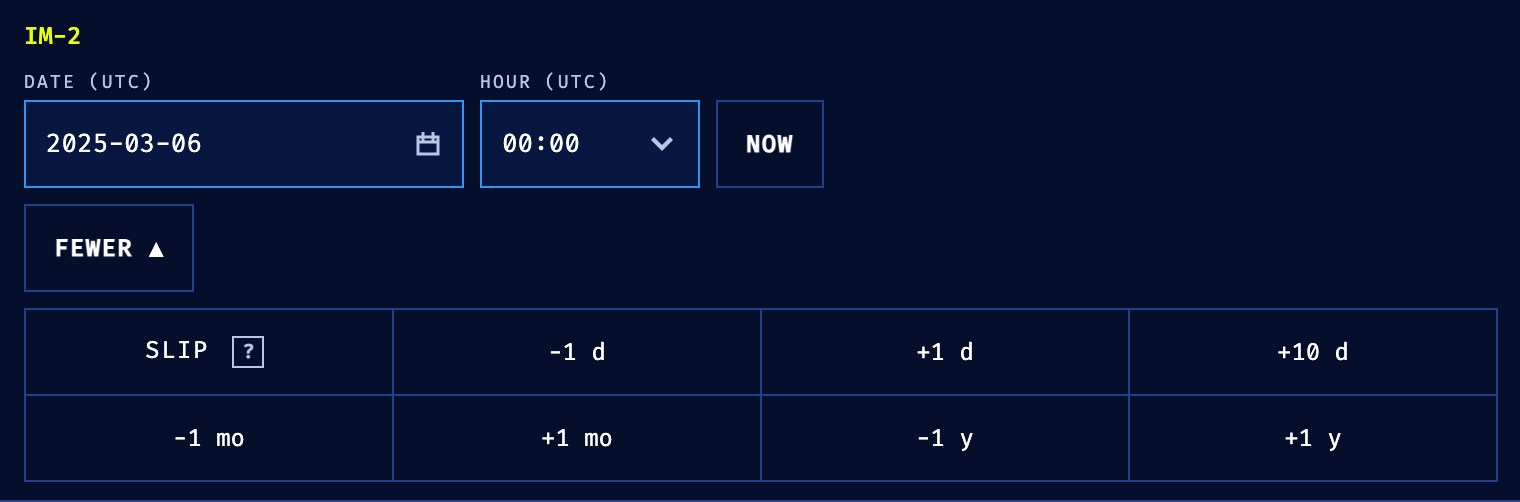 IM-2
DATE (UTC) HOUR (UTC)
2025-03-06 00:00 NOW
FEWER ▲
SLIP ? -1 d +1 d +10 d
-1 mo +1 mo -1 y +1 y